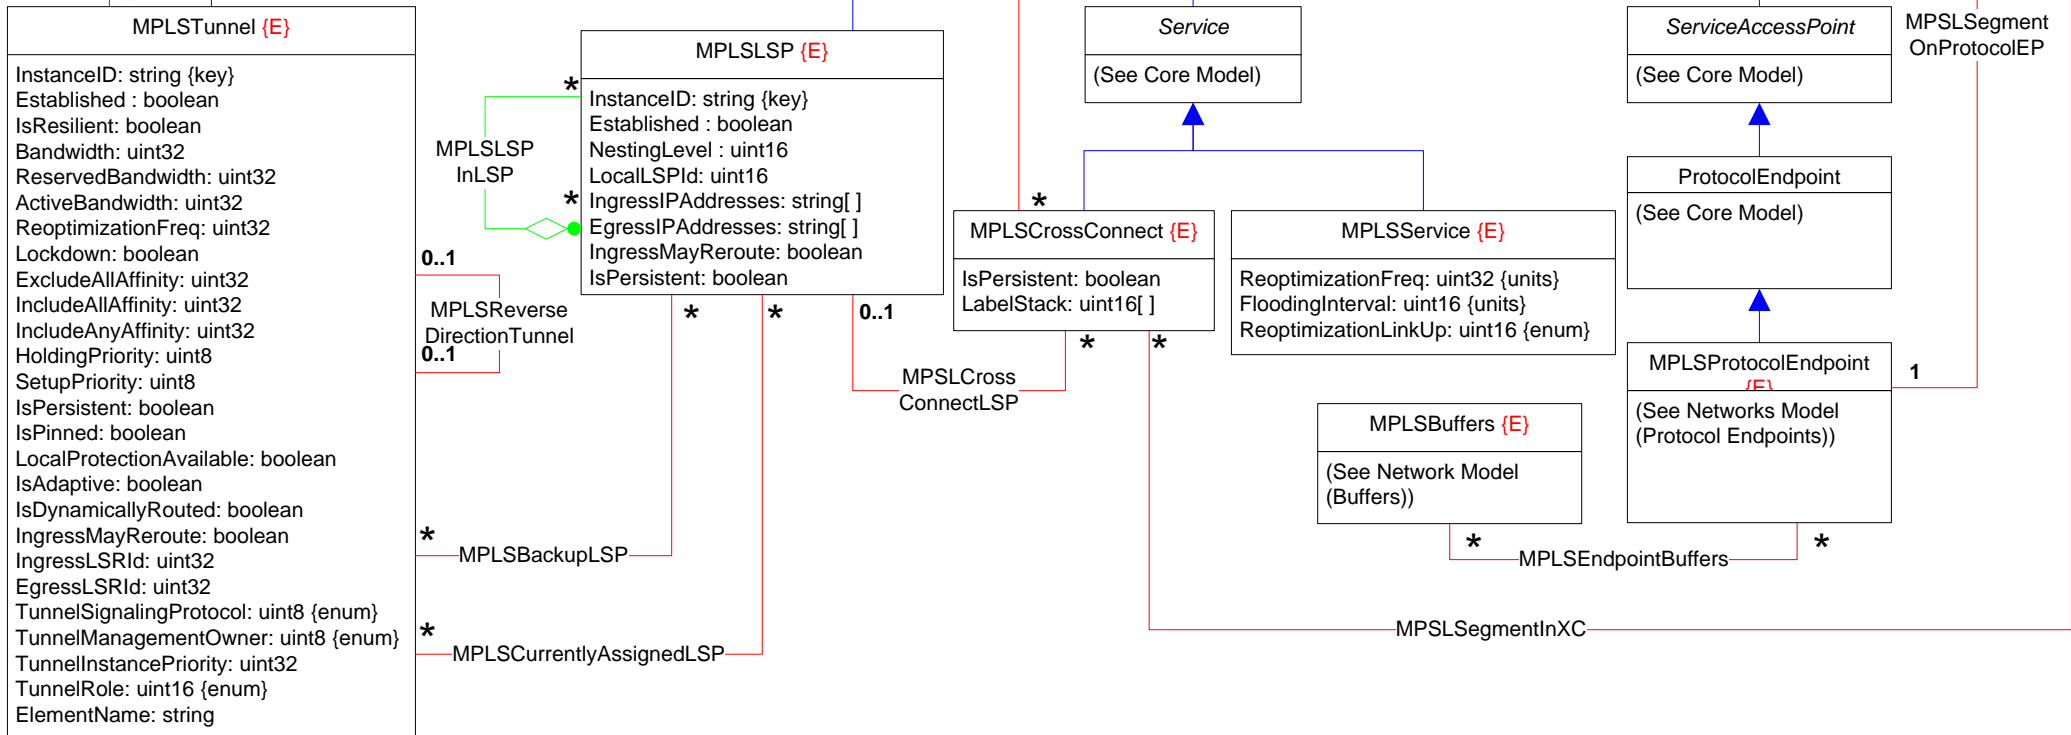 MPLSTunnel {E}
InstanceID: string {key}
Established : boolean
IsResilient: boolean
Bandwidth: uint32
ReservedBandwidth: uint32
ActiveBandwidth: uint32
ReoptimizationFreq: uint32
Lockdown: boolean
ExcludeAllAffinity: uint32
IncludeAllAffinity: uint32
IncludeAnyAffinity: uint32
HoldingPriority: uint8
SetupPriority: uint8
IsPersistent: boolean
IsPinned: boolean
LocalProtectionAvailable: boolean
IsAdaptive: boolean
IsDynamicallyRouted: boolean
IngressMayReroute: boolean
IngressLSRId: uint32
EgressLSRId: uint32
TunnelSignalingProtocol: uint8 {enum}
TunnelManagementOwner: uint8 {enum}
TunnelInstancePriority: uint32
TunnelRole: uint16 {enum}
ElementName: string
0..1
MPLSReverse
DirectionTunnel
0..1
*
MPLSBackupLSP
*
MPLSCurrentlyAssignedLSP
*
MPLSLSP
InLSP
*
MPLSLSP {E}
InstanceID: string {key}
Established : boolean
NestingLevel : uint16
LocalLSPId: uint16
IngressIPAddresses: string[ ]
EgressIPAddresses: string[ ]
IngressMayReroute: boolean
IsPersistent: boolean
*
*
0..1
MPSLCross
ConnectLSP
Service
(See Core Model)
*
MPLSCrossConnect {E}
IsPersistent: boolean
LabelStack: uint16[ ]
*
*
MPLSService {E}
ReoptimizationFreq: uint32 {units}
FloodingInterval: uint16 {units}
ReoptimizationLinkUp: uint16 {enum}
MPLSBuffers {E}
(See Network Model
(Buffers))
*
MPLSEndpointBuffers
*
MPSLSegmentInXC
ServiceAccessPoint
(See Core Model)
ProtocolEndpoint
(See Core Model)
MPLSProtocolEndpoint
{E}
(See Networks Model
(Protocol Endpoints))
1
MPSLSegment
OnProtocolEP